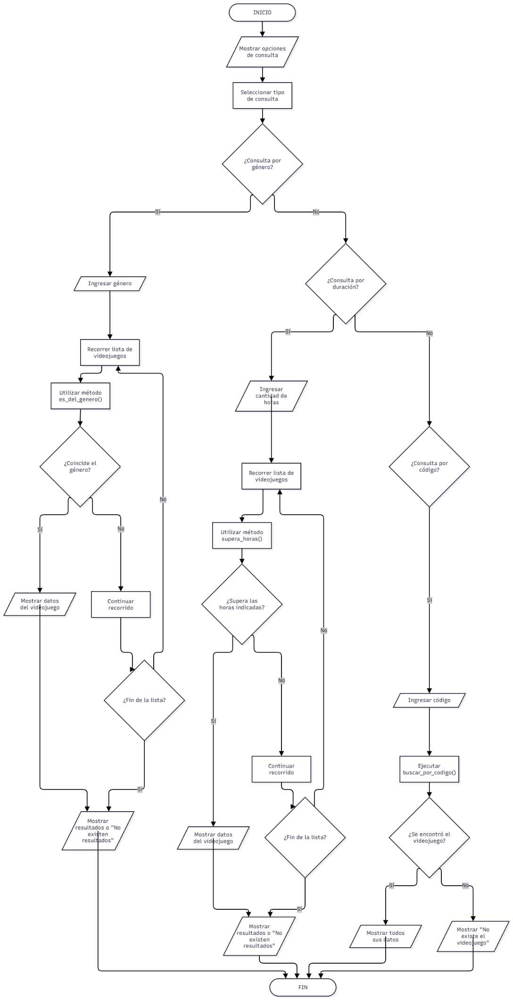 INICIO
Mostrar opciones
de consulta
Seleccionar tipo
de consulta
¿Consulta por
género?
Sí
No
Ingresar género
¿Consulta por
duración?
Sí
No
Recorrer lista de
videojuegos
Utilizar método
es_del_genero()
Ingresar
cantidad de
horas
¿Coincide el
género?
Recorrer lista de
videojuegos
¿Consulta por
código?
No
Sí
No
Utilizar método
supera_horas()
Mostrar datos
del videojuego
Continuar
recorrido
¿Supera las
horas indicadas?
Sí
No
No
¿Fin de la lista?
Ingresar código
Sí
Continuar
recorrido
Ejecutar
buscar_por_codigo()
Sí
Mostrar
resultados o "No
existen
resultados"
Mostrar datos
del videojuego
¿Fin de la lista?
¿Se encontró el
videojuego?
Sí
No
Sí
Mostrar
resultados o "No
existen
resultados"
Mostrar todos
sus datos
Mostrar "No
existe el
videojuego"
FIN